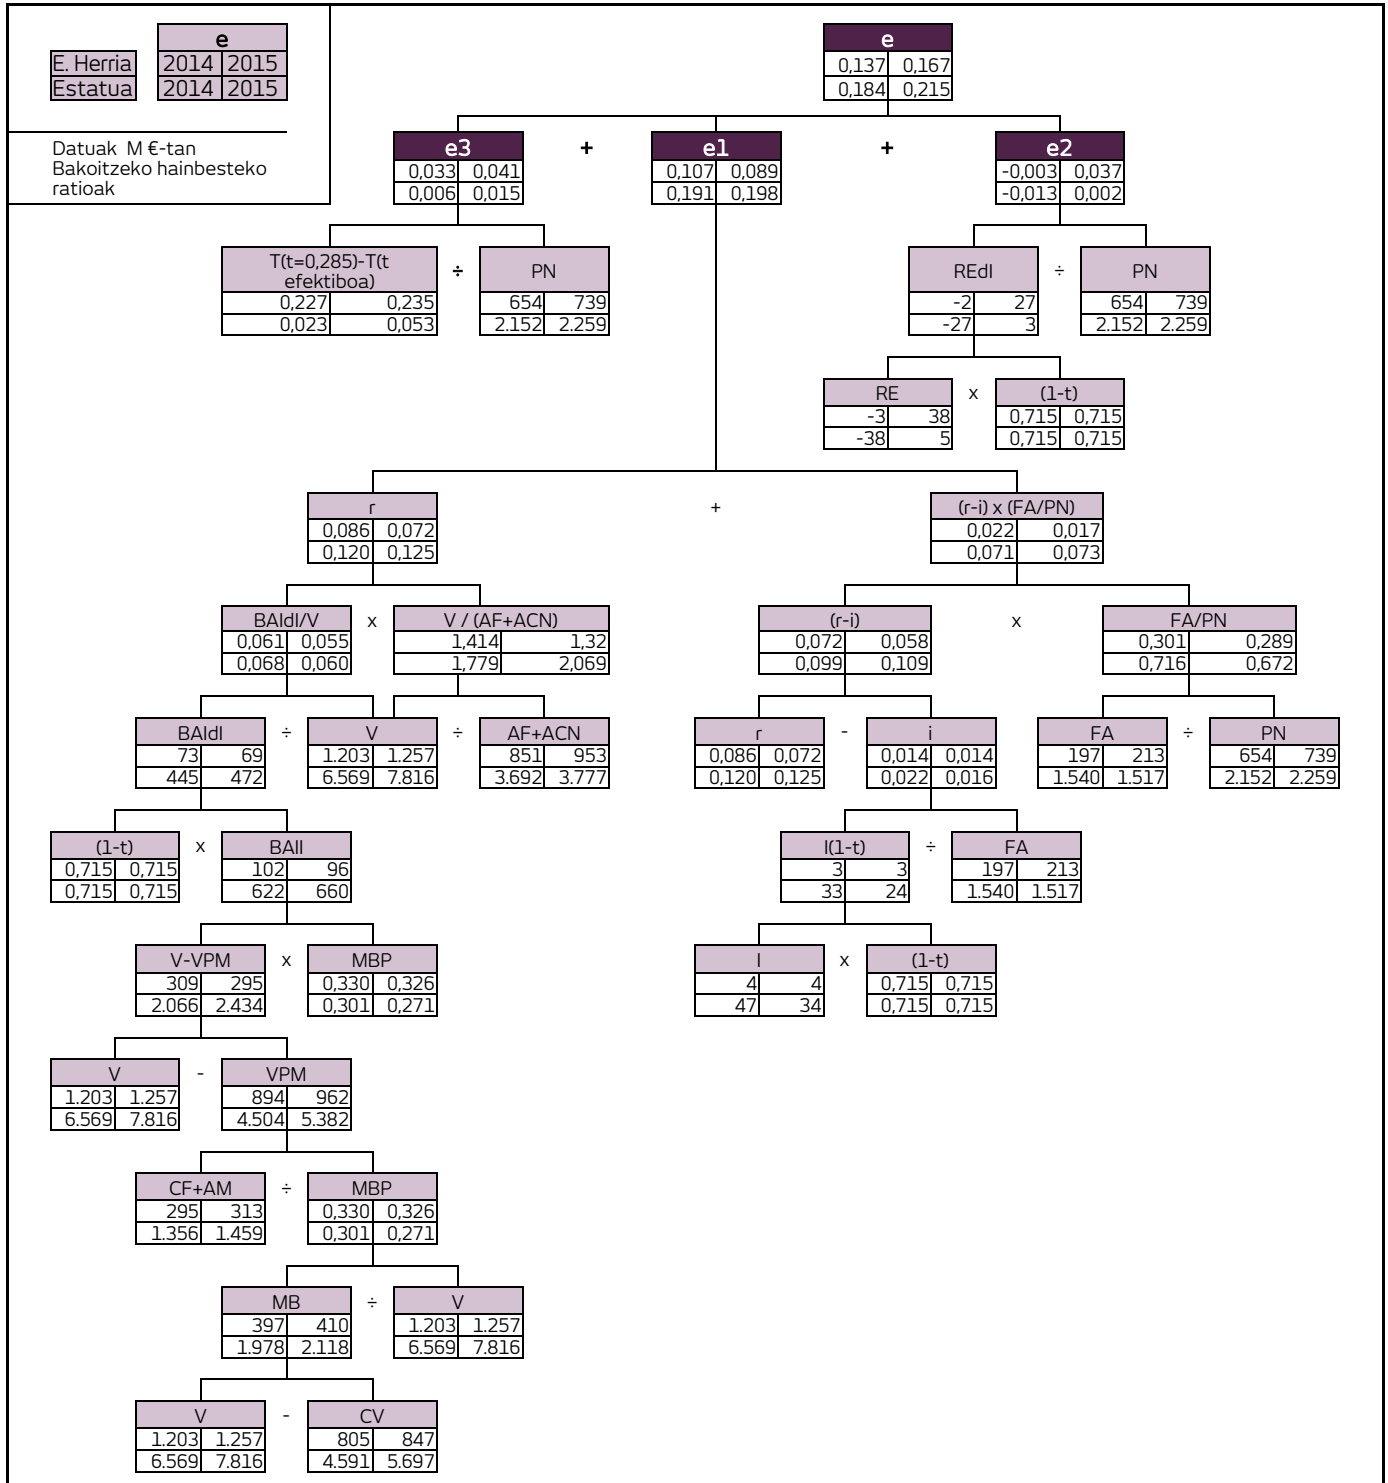 e
E. Herria 2014 2015
Estatua 2014 2015
Datuak M €-tan
Bakoitzeko hainbesteko
ratioak
e
0,137 0,167
0,184 0,215
e3 + e1 + e2
0,033 0,041 0,107 0,089 -0,003 0,037
0,006 0,015 0,191 0,198 -0,013 0,002
T(t=0,285)-T(t
efektiboa) ÷ PN REdI ÷ PN
0,227 0,235 654 739 -2 27 654 739
0,023 0,053 2.152 2.259 -27 3 2.152 2.259
RE x (1-t)
-3 38 0,715 0,715
-38 5 0,715 0,715
r + (r-i) x (FA/PN)
0,086 0,072 0,022 0,017
0,120 0,125 0,071 0,073
BAIdI/V x V / (AF+ACN) (r-i) x FA/PN
0,061 0,055 1,414 1,32 0,072 0,058 0,301 0,289
0,068 0,060 1,779 2,069 0,099 0,109 0,716 0,672
BAIdI ÷ V ÷ AF+ACN r - i FA ÷ PN
73 69 1.203 1.257 851 953 0,086 0,072 0,014 0,014 197 213 654 739
445 472 6.569 7.816 3.692 3.777 0,120 0,125 0,022 0,016 1.540 1.517 2.152 2.259
(1-t) x BAII I(1-t) ÷ FA
0,715 0,715 102 96 3 3 197 213
0,715 0,715 622 660 33 24 1.540 1.517
V-VPM x MBP I x (1-t)
309 295 0,330 0,326 4 4 0,715 0,715
2.066 2.434 0,301 0,271 47 34 0,715 0,715
V - VPM
1.203 1.257 894 962
6.569 7.816 4.504 5.382
CF+AM ÷ MBP
295 313 0,330 0,326
1.356 1.459 0,301 0,271
MB ÷ V
397 410 1.203 1.257
1.978 2.118 6.569 7.816
V - CV
1.203 1.257 805 847
6.569 7.816 4.591 5.697